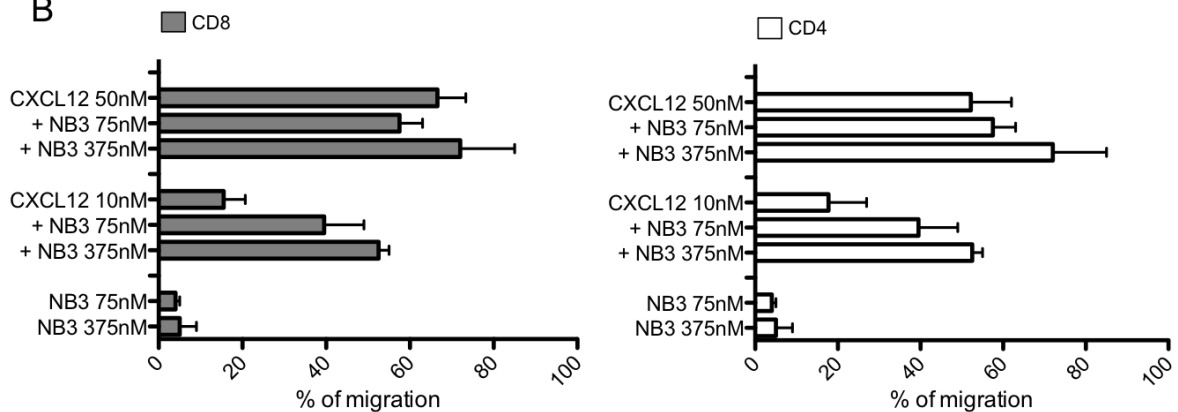 B
CD8
CXCL12 50nM
+ NB3 75nM
+ NB3 375nM
CXCL12 10nM
+ NB3 75nM
+ NB3 375nM
NB3 75nM
NB3 375nM
0 20 40 60 80 100
% of migration
CD4
CXCL12 50nM
+ NB3 75nM
+ NB3 375nM
CXCL12 10nM
+ NB3 75nM
+ NB3 375nM
NB3 75nM
NB3 375nM
0 20 40 60 80 100
% of migration